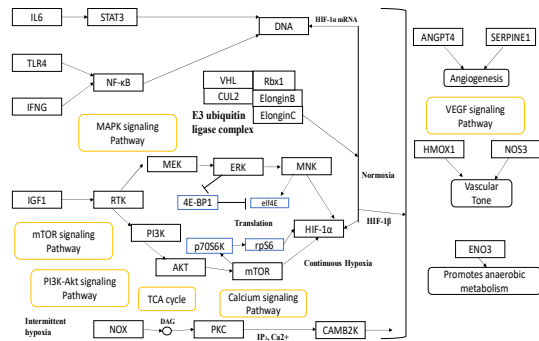 IL6
STAT3
DNA
HIF-1α mRNA
ANGPT4
SERPINE1
TLR4
NF-κB
IFNG
VHL
Rbx1
CUL2
ElonginB
ElonginC
E3 ubiquitin
ligase complex
Angiogenesis
VEGF signaling
Pathway
MAPK signaling
Pathway
HMOX1
NOS3
MEK
ERK
MNK
Normoxia
IGF1
RTK
4E-BP1
eIf4E
Vascular
Tone
Translation
HIF-1α
HIF-1β
PI3K
p70S6K
rpS6
mTOR signaling
Pathway
AKT
mTOR
Continuous Hypoxia
ENO3
Promotes anaerobic
metabolism
PI3K-Akt signaling
Pathway
TCA cycle
Calcium signaling
Pathway
Intermittent
hypoxia
NOX
DAG
PKC
IP₃, Ca2+
CAMB2K